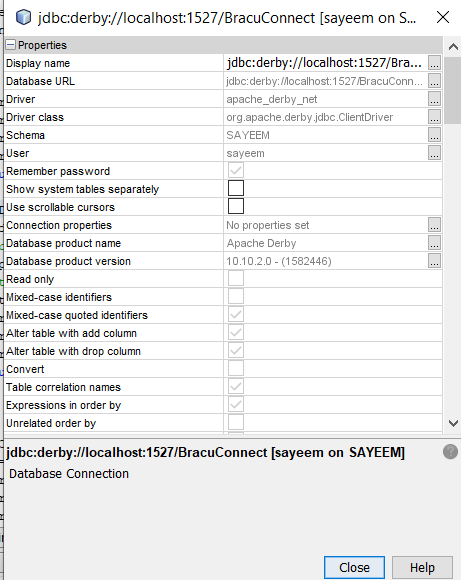 jdbc:derby://localhost:1527/BracuConnect [sayeem on S...
Properties
Display name jdbc:derby://localhost:1527/Bra... ...
Database URL jdbc:derby://localhost:1527/BracuConn... ...
Driver apache_derby_net ...
Driver class org.apache.derby.jdbc.ClientDriver ...
Schema SAYEEM ...
User sayeem ...
Remember password
Show system tables separately
Use scrollable cursors
Connection properties No properties set ...
Database product name Apache Derby ...
Database product version 10.10.2.0 - (1582446) ...
Read only
Mixed-case identifiers
Mixed-case quoted identifiers
Alter table with add column
Alter table with drop column
Convert
Table correlation names
Expressions in order by
Unrelated order by
jdbc:derby://localhost:1527/BracuConnect [sayeem on SAYEEM]
?
Database Connection
Close Help